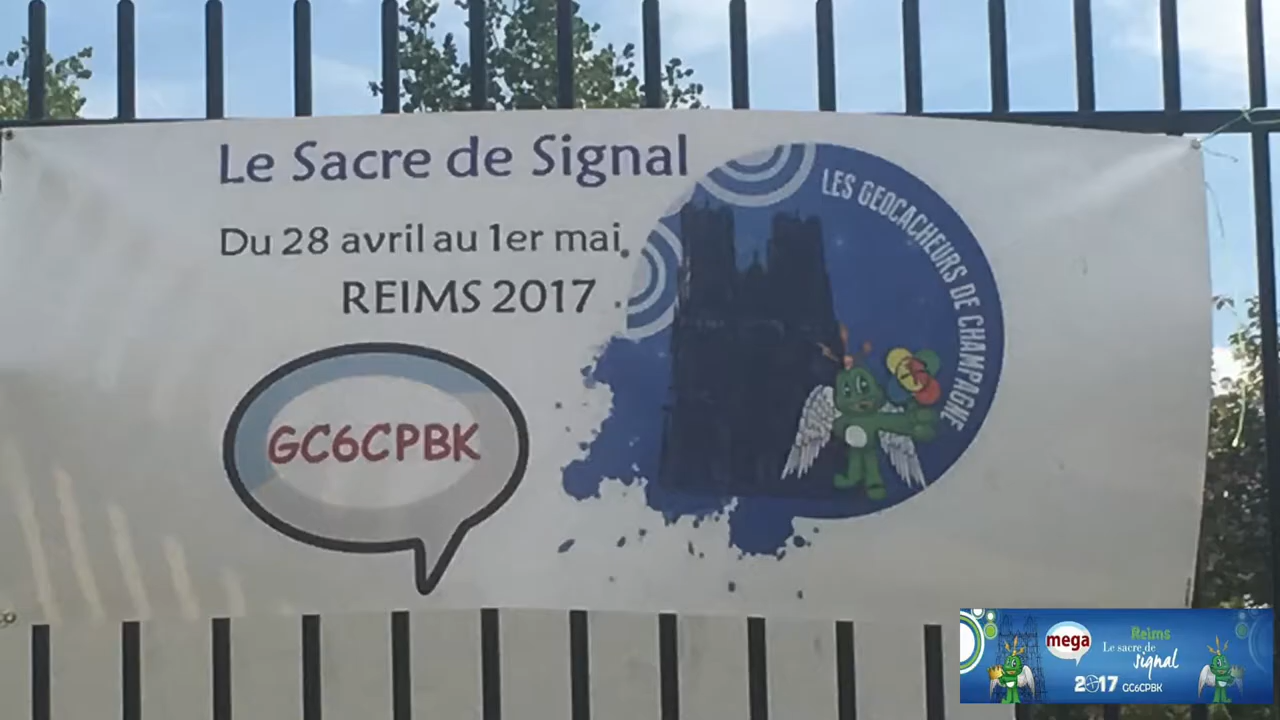 Le Sacre de Signal
Du 28 avril au 1er mai
REIMS 2017
GC6CPBK
LES GEOCACHEURS DE CHAMPAGNE
mega
Reims
Le sacre de
signal
2017 GC6CPBK